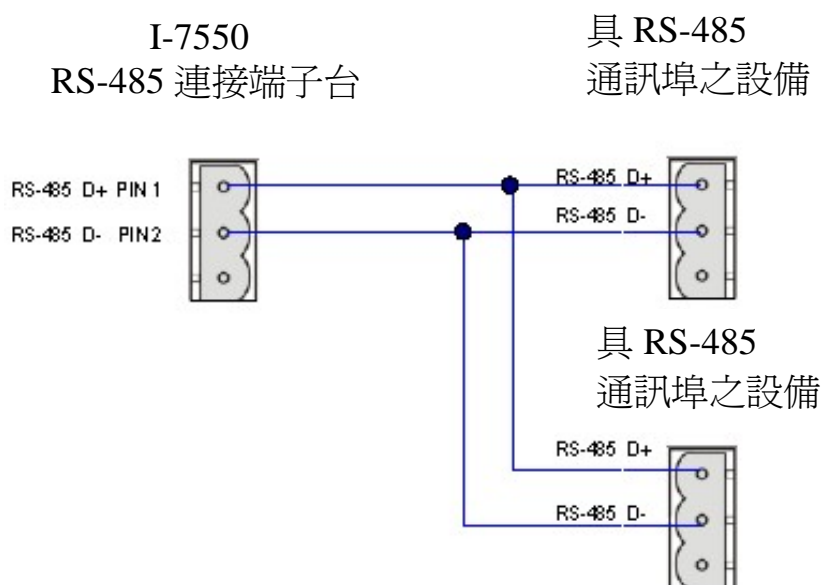 I-7550
RS-485 連接端子台
具 RS-485
通訊埠之設備
RS-485 D+ PIN 1
RS-485 D- PIN 2
RS-485 D+
RS-485 D-
具 RS-485
通訊埠之設備
RS-485 D+
RS-485 D-